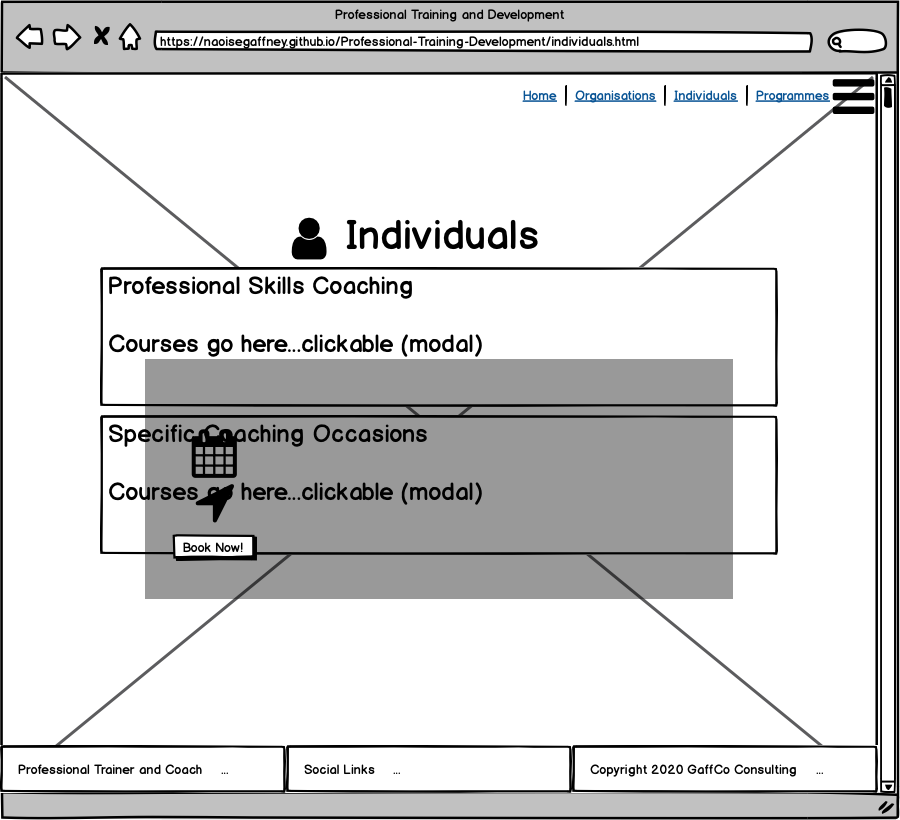 Professional Training and Development
https://naoisegaffney.github.io/Professional-Training-Development/individuals.html
Home | Organisations | Individuals | Programmes
Individuals
Professional Skills Coaching
Courses go here...clickable (modal)
Specific Coaching Occasions
Courses go here...clickable (modal)
Book Now!
Professional Trainer and Coach ...
Social Links ...
Copyright 2020 GaffCo Consulting ...